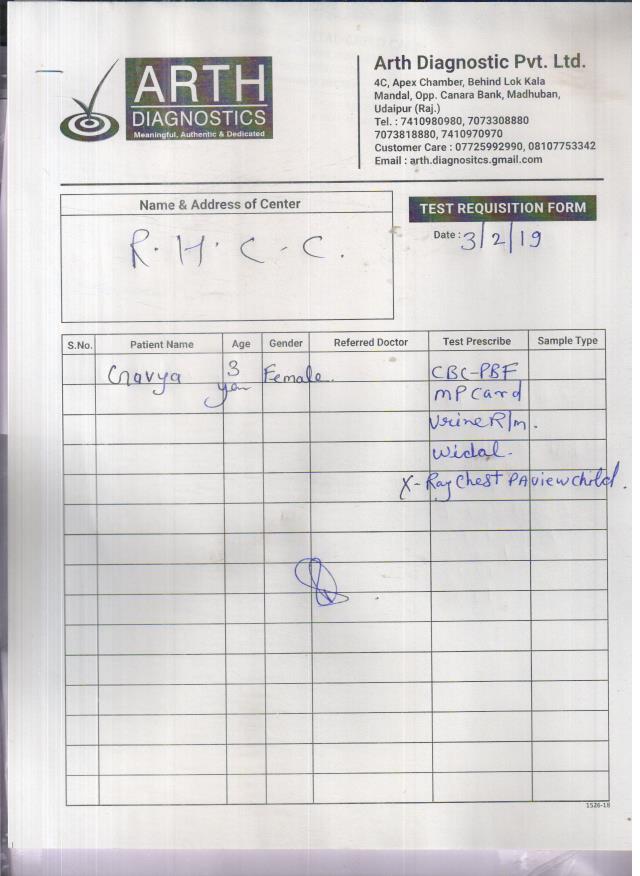 ARTH
DIAGNOSTICS
Meaningful, Authentic & Dedicated
Arth Diagnostic Pvt. Ltd.
4C, Apex Chamber, Behind Lok Kala
Mandal, Opp. Canara Bank, Madhuban,
Udaipur (Raj.)
Tel. : 7410980980, 7073308880
7073818880, 7410970970
Customer Care : 07725992990, 08107753342
Email : arth.diagnositcs.gmail.com
Name & Address of Center
R. H. C. C.
TEST REQUISITION FORM
Date : 3/2/19
S.No. Patient Name Age Gender Referred Doctor Test Prescribe Sample Type
Gravya 3 Female. CBC-PBF
year MP Card
Urine R/m.
Widal.
X-Ray Chest PA view child.
1526-18